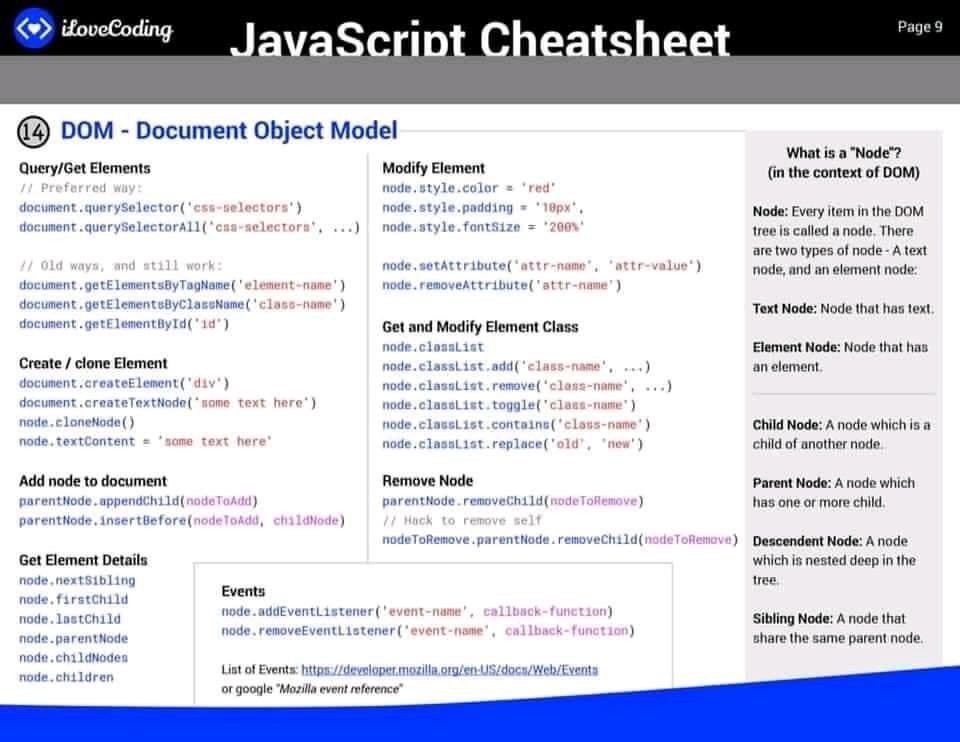 iLoveCoding
JavaScript Cheatsheet
Page 9
14 DOM - Document Object Model
Query/Get Elements
// Preferred way:
document.querySelector('css-selectors')
document.querySelectorAll('css-selectors', ...)
// Old ways, and still work:
document.getElementsByTagName('element-name')
document.getElementsByClassName('class-name')
document.getElementById('id')
Create / clone Element
document.createElement('div')
document.createTextNode('some text here')
node.cloneNode()
node.textContent = 'some text here'
Add node to document
parentNode.appendChild(nodeToAdd)
parentNode.insertBefore(nodeToAdd, childNode)
Get Element Details
node.nextSibling
node.firstChild
node.lastChild
node.parentNode
node.childNodes
node.children
Modify Element
node.style.color = 'red'
node.style.padding = '10px',
node.style.fontSize = '200%'
node.setAttribute('attr-name', 'attr-value')
node.removeAttribute('attr-name')
Get and Modify Element Class
node.classList
node.classList.add('class-name', ...)
node.classList.remove('class-name', ...)
node.classList.toggle('class-name')
node.classList.contains('class-name')
node.classList.replace('old', 'new')
Remove Node
parentNode.removeChild(nodeToRemove)
// Hack to remove self
nodeToRemove.parentNode.removeChild(nodeToRemove)
Events
node.addEventListener('event-name', callback-function)
node.removeEventListener('event-name', callback-function)
List of Events: https://developer.mozilla.org/en-US/docs/Web/Events
or google "Mozilla event reference"
What is a "Node"?
(in the context of DOM)
Node: Every item in the DOM
tree is called a node. There
are two types of node - A text
node, and an element node:
Text Node: Node that has text.
Element Node: Node that has
an element.
Child Node: A node which is a
child of another node.
Parent Node: A node which
has one or more child.
Descendent Node: A node
which is nested deep in the
tree.
Sibling Node: A node that
share the same parent node.